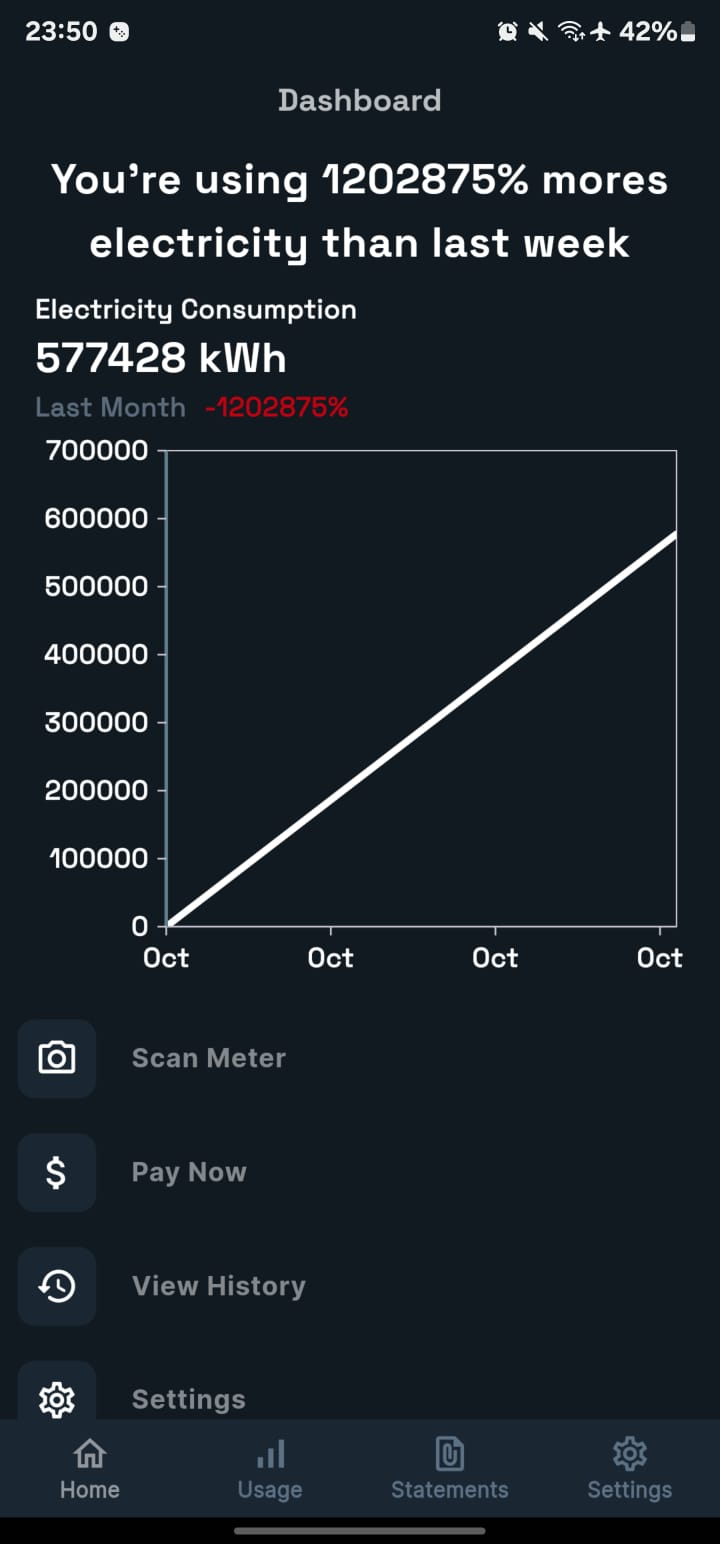 23:50
42%
Dashboard
You're using 1202875% mores
electricity than last week
Electricity Consumption
577428 kWh
Last Month -1202875%
700000
600000
500000
400000
300000
200000
100000
0
Oct Oct Oct Oct
Scan Meter
$
Pay Now
View History
Settings
Home Usage Statements Settings